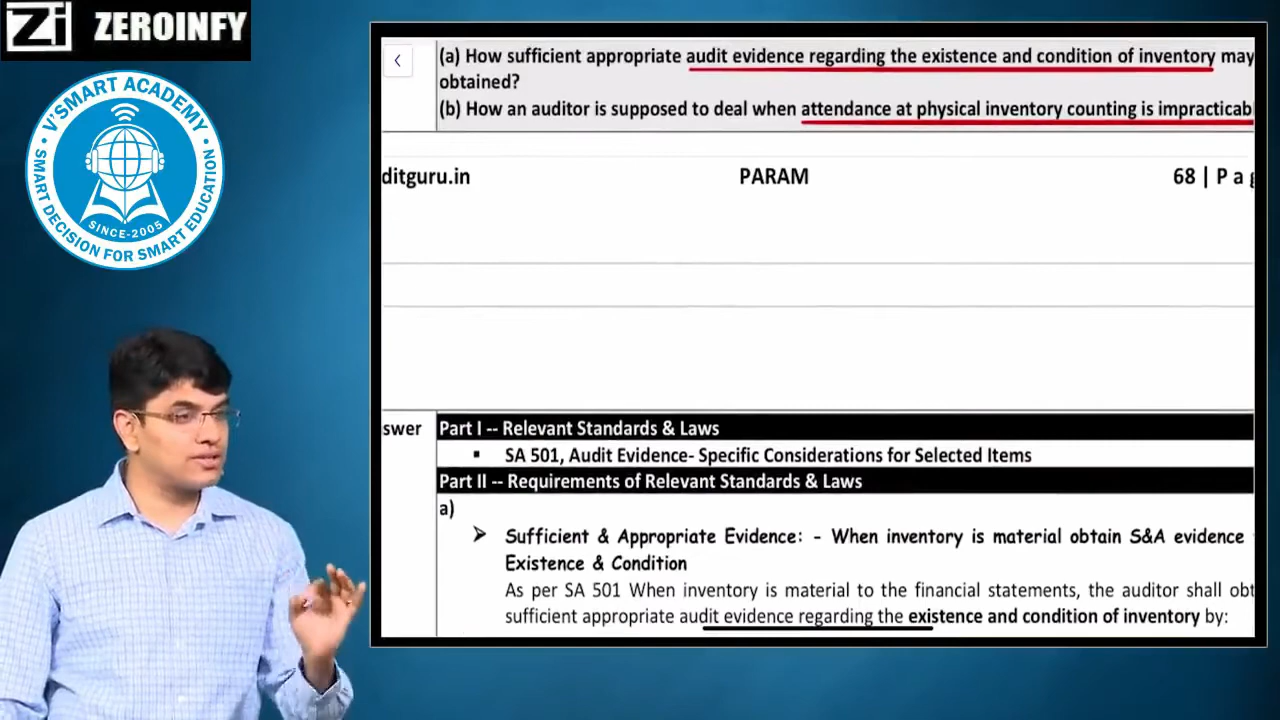 Zi ZEROINFY
V'SMART ACADEMY
SMART DECISION FOR SMART EDUCATION
SINCE-2005
(a) How sufficient appropriate audit evidence regarding the existence and condition of inventory may
obtained?
(b) How an auditor is supposed to deal when attendance at physical inventory counting is impracticab
ditguru.in PARAM 68 | P a g
swer
Part I -- Relevant Standards & Laws
▪ SA 501, Audit Evidence- Specific Considerations for Selected Items
Part II -- Requirements of Relevant Standards & Laws
a)
➢ Sufficient & Appropriate Evidence: - When inventory is material obtain S&A evidence
Existence & Condition
As per SA 501 When inventory is material to the financial statements, the auditor shall obt
sufficient appropriate audit evidence regarding the existence and condition of inventory by: